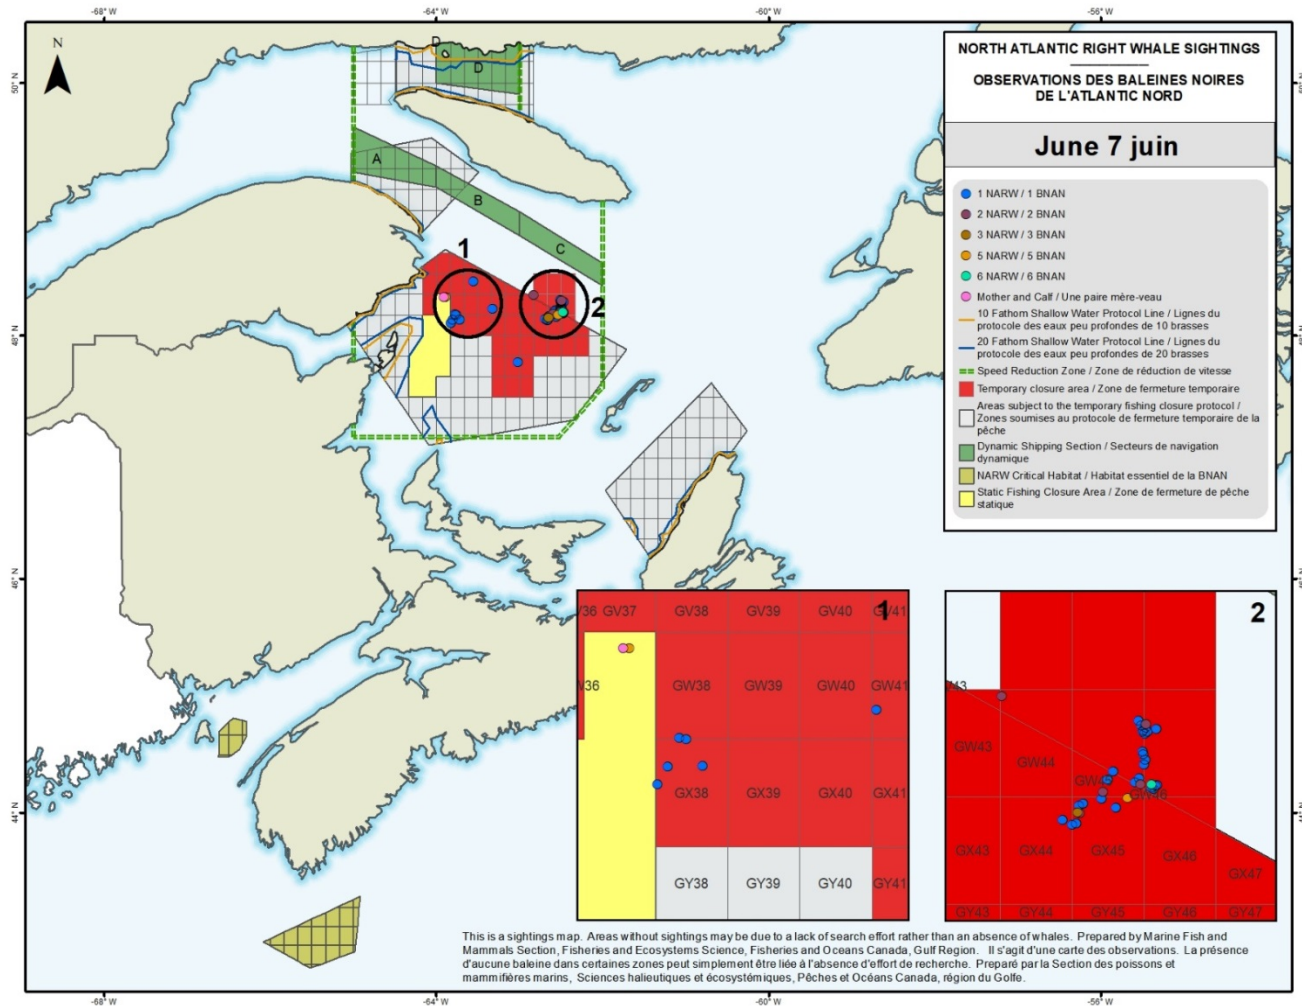 -68° W
-64° W
-60° W
-56° W
N
50° N
48° N
46° N
44° N
D
D
A
B
C
1
2
NORTH ATLANTIC RIGHT WHALE SIGHTINGS
OBSERVATIONS DES BALEINES NOIRES
DE L'ATLANTIC NORD
June 7 juin
1 NARW / 1 BNAN
2 NARW / 2 BNAN
3 NARW / 3 BNAN
5 NARW / 5 BNAN
6 NARW / 6 BNAN
Mother and Calf / Une paire mère-veau
10 Fathom Shallow Water Protocol Line / Lignes du
protocole des eaux peu profondes de 10 brasses
20 Fathom Shallow Water Protocol Line / Lignes du
protocole des eaux peu profondes de 20 brasses
Speed Reduction Zone / Zone de réduction de vitesse
Temporary closure area / Zone de fermeture temporaire
Areas subject to the temporary fishing closure protocol /
Zones soumises au protocole de fermeture temporaire de la
pêche
Dynamic Shipping Section / Secteurs de navigation
dynamique
NARW Critical Habitat / Habitat essentiel de la BNAN
Static Fishing Closure Area / Zone de fermeture de pêche
statique
1
GV37 GV38 GV39 GV40 GV41
GW38 GW39 GW40 GW41
GX38 GX39 GX40 GX41
GY38 GY39 GY40 GY41
2
GW43 GW44 GW46
GX43 GX44 GX45 GX46 GX47
GY43 GY44 GY45 GY46 GY47
This is a sightings map. Areas without sightings may be due to a lack of search effort rather than an absence of whales. Prepared by Marine Fish and
Mammals Section, Fisheries and Ecosystems Science, Fisheries and Oceans Canada, Gulf Region. Il s'agit d'une carte des observations. La présence
d'aucune baleine dans certaines zones peut simplement être liée à l'absence d'effort de recherche. Preparé par la Section des poissons et
mammifières marins, Sciences halieutiques et écosystémiques, Pêches et Océans Canada, région du Golfe.
-68° W
-64° W
-60° W
-56° W